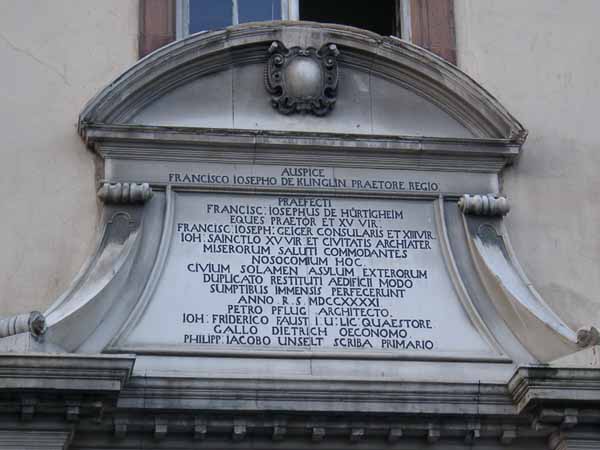 AUSPICE
FRANCISCO IOSEPHO DE KLINGLIN PRAETORE REGIO
PRAEFECTI
FRANCISC: IOSEPHUS DE HÜRTIGHEIM
EQUES PRAETOR ET XV VIR.
FRANCISC: IOSEPH: GEIGER CONSULARIS ET XIIIVIR.
IOH: SAINCTLO XV VIR ET CIVITATIS ARCHIATER
MISERORUM SALUTI COMMODANTES
NOSOCOMIUM HOC
CIVIUM SOLAMEN ASYLUM EXTERORUM
DUPLICATO RESTITUTI AEDIFICII MODO
SUMPTIBUS IMMENSIS PERFECERUNT
ANNO R.S MDCCXXXXI
PETRO PFLUG ARCHITECTO.
IOH: FRIDERICO FAUST I.U:LIC QUAESTORE.
GALLO DIETRICH OECONOMO
PHILIPP: IACOBO UNSELT SCRIBA PRIMARIO